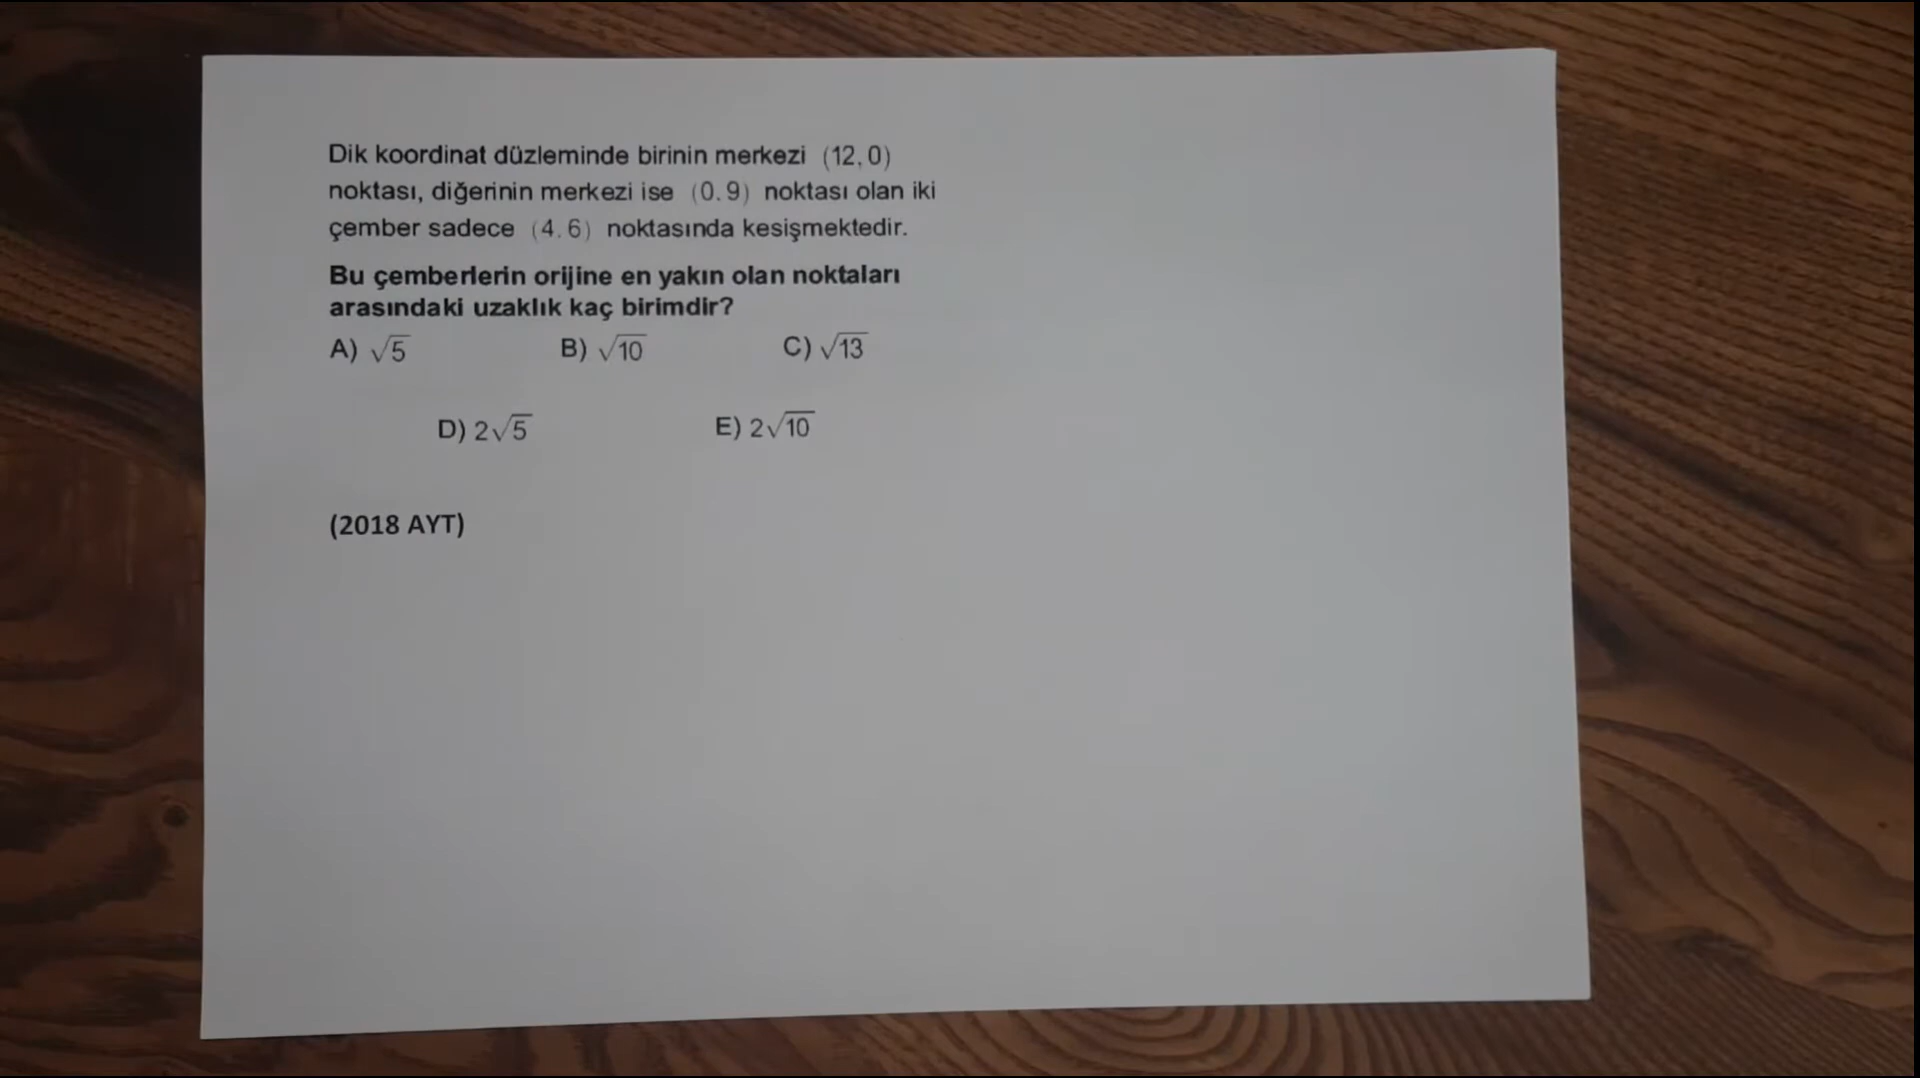 Dik koordinat düzleminde birinin merkezi (12,0)
noktası, diğerinin merkezi ise (0.9) noktası olan iki
çember sadece (4.6) noktasında kesişmektedir.
Bu çemberlerin orijine en yakın olan noktaları
arasındaki uzaklık kaç birimdir?
A) √5 B) √10 C) √13
D) 2√5 E) 2√10
(2018 AYT)